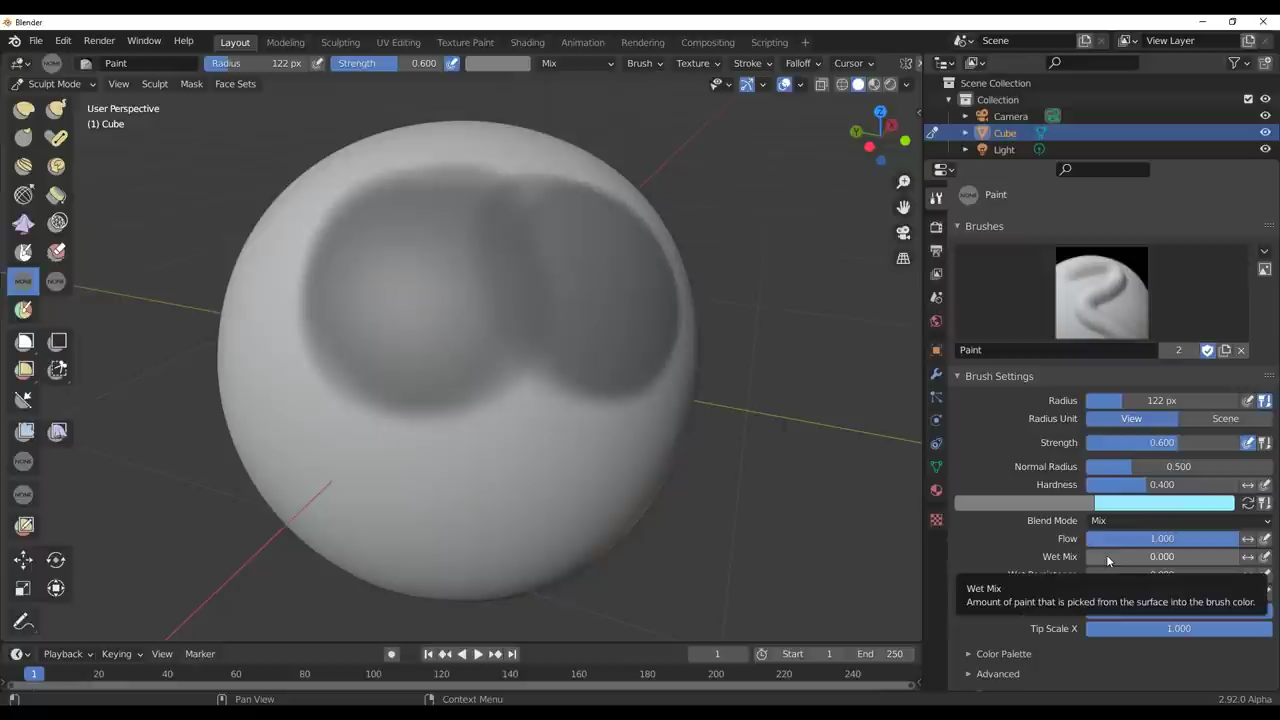 Blender
File Edit Render Window Help
Layout Modeling Sculpting UV Editing Texture Paint Shading Animation Rendering Compositing Scripting +
Scene
View Layer
Paint
Radius 122 px
Strength 0.600
Mix
Brush
Texture
Stroke
Falloff
Cursor
Sculpt Mode
View
Sculpt
Mask
Face Sets
User Perspective
(1) Cube
Z
Y
X
NONE
NONE
NONE
NONE
NONE
Scene Collection
Collection
Camera
Cube
Light
NONE
Paint
Brushes
Paint 2
Brush Settings
Radius 122 px
Radius Unit View Scene
Strength 0.600
Normal Radius 0.500
Hardness 0.400
Blend Mode Mix
Flow 1.000
Wet Mix 0.000
Wet Mix
Amount of paint that is picked from the surface into the brush color.
Tip Scale X 1.000
Color Palette
Advanced
Playback Keying View Marker
1
Start 1
End 250
1 20 40 60 80 100 120 140 160 180 200 220 240
Pan View
Context Menu
2.92.0 Alpha